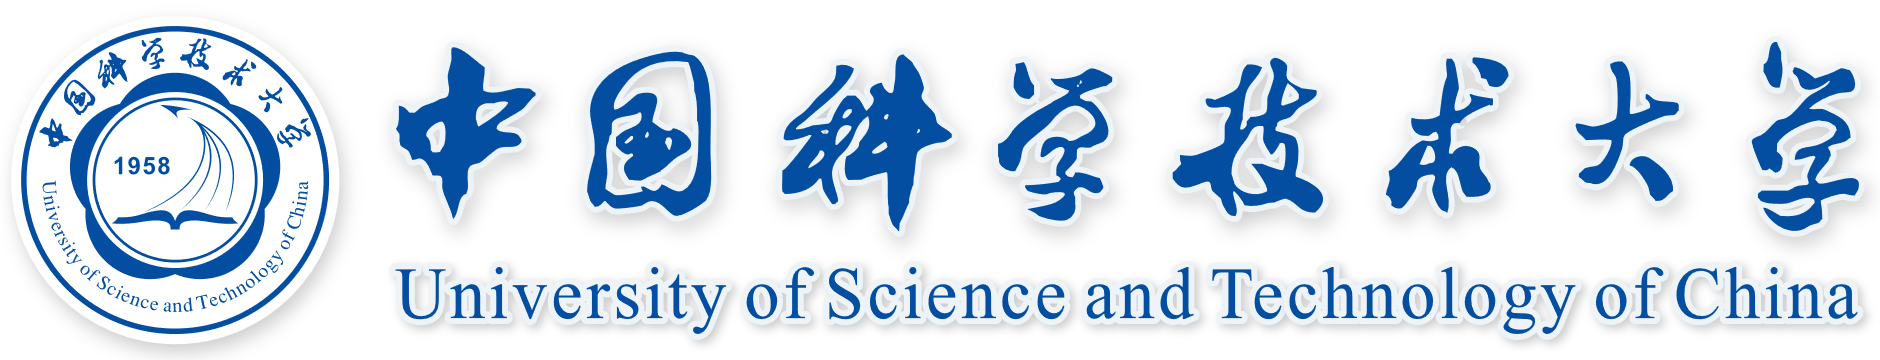 中国科学技术大学
1958
University of Science and Technology of China
中国科学技术大学
University of Science and Technology of China